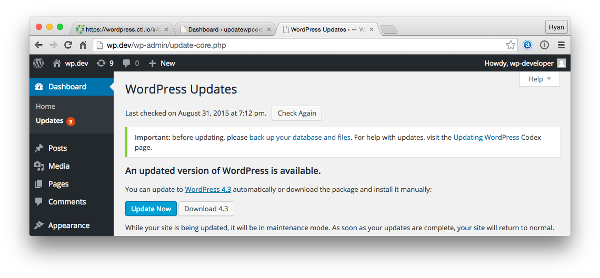 Hyan
https://wordpress.ctl.io/w
Dashboard ‹ updatewpcor
WordPress Updates ‹ — W
wp.dev/wp-admin/update-core.php
wp.dev 9 0 + New Howdy, wp-developer
Dashboard
Home
Updates 9
Posts
Media
Pages
Comments
Appearance
Help
WordPress Updates
Last checked on August 31, 2015 at 7:12 pm. Check Again
Important: before updating, please back up your database and files. For help with updates, visit the Updating WordPress Codex
page.
An updated version of WordPress is available.
You can update to WordPress 4.3 automatically or download the package and install it manually:
Update Now Download 4.3
While your site is being updated, it will be in maintenance mode. As soon as your updates are complete, your site will return to normal.